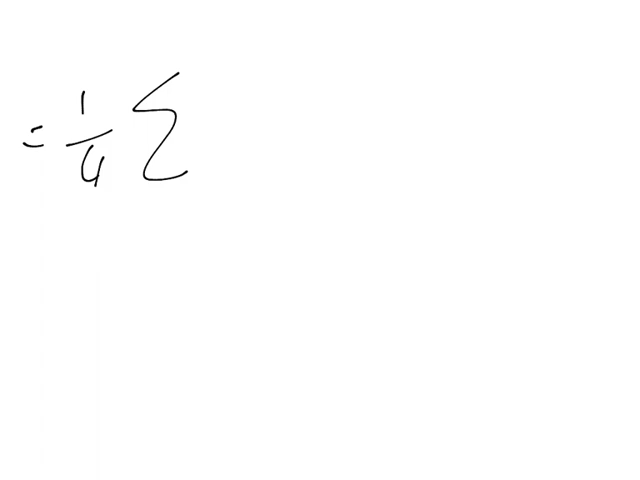 = 1/4 ξ